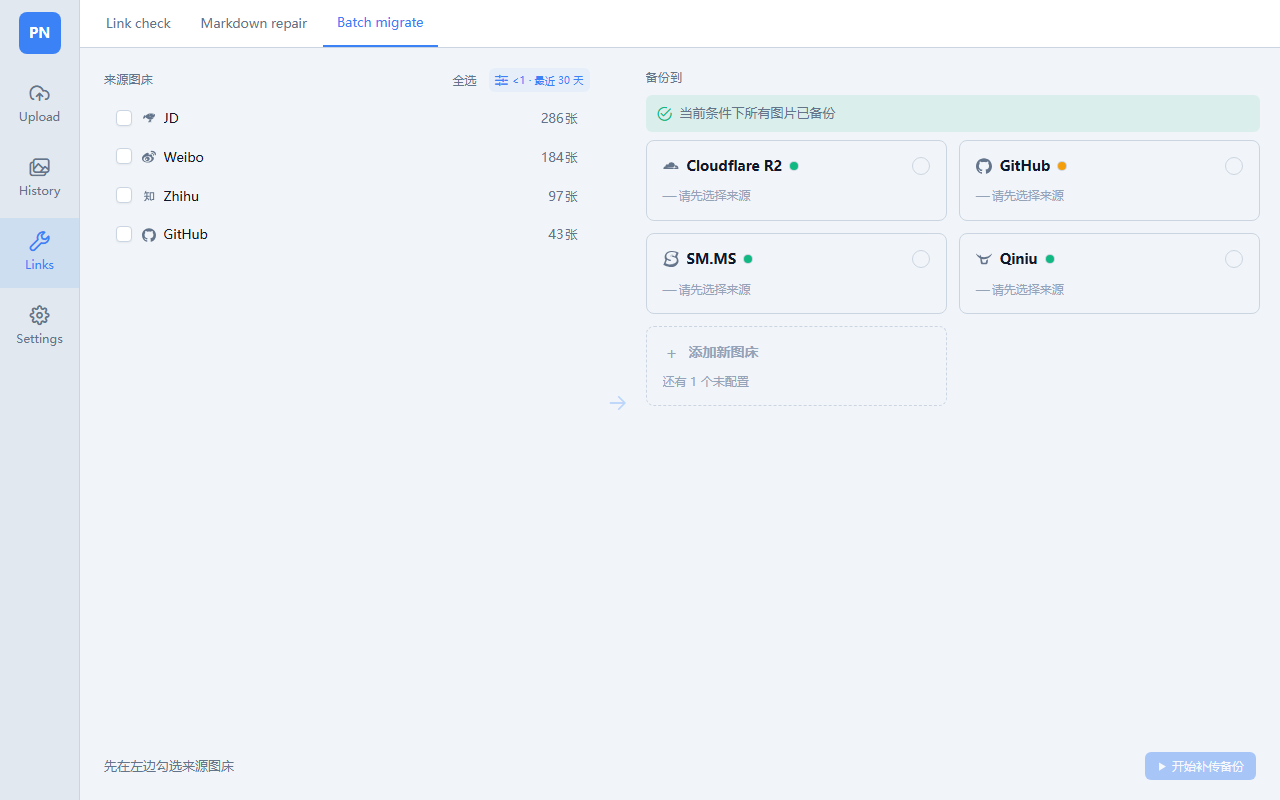 PN
Upload
History
Links
Settings
Link check
Markdown repair
Batch migrate
来源图床
全选
<1 · 最近 30 天
JD
286张
Weibo
184张
知
Zhihu
97张
GitHub
43张
备份到
当前条件下所有图片已备份
Cloudflare R2
— 请先选择来源
GitHub
— 请先选择来源
SM.MS
— 请先选择来源
Qiniu
— 请先选择来源
+ 添加新图床
还有 1 个未配置
先在左边勾选来源图床
开始补传备份